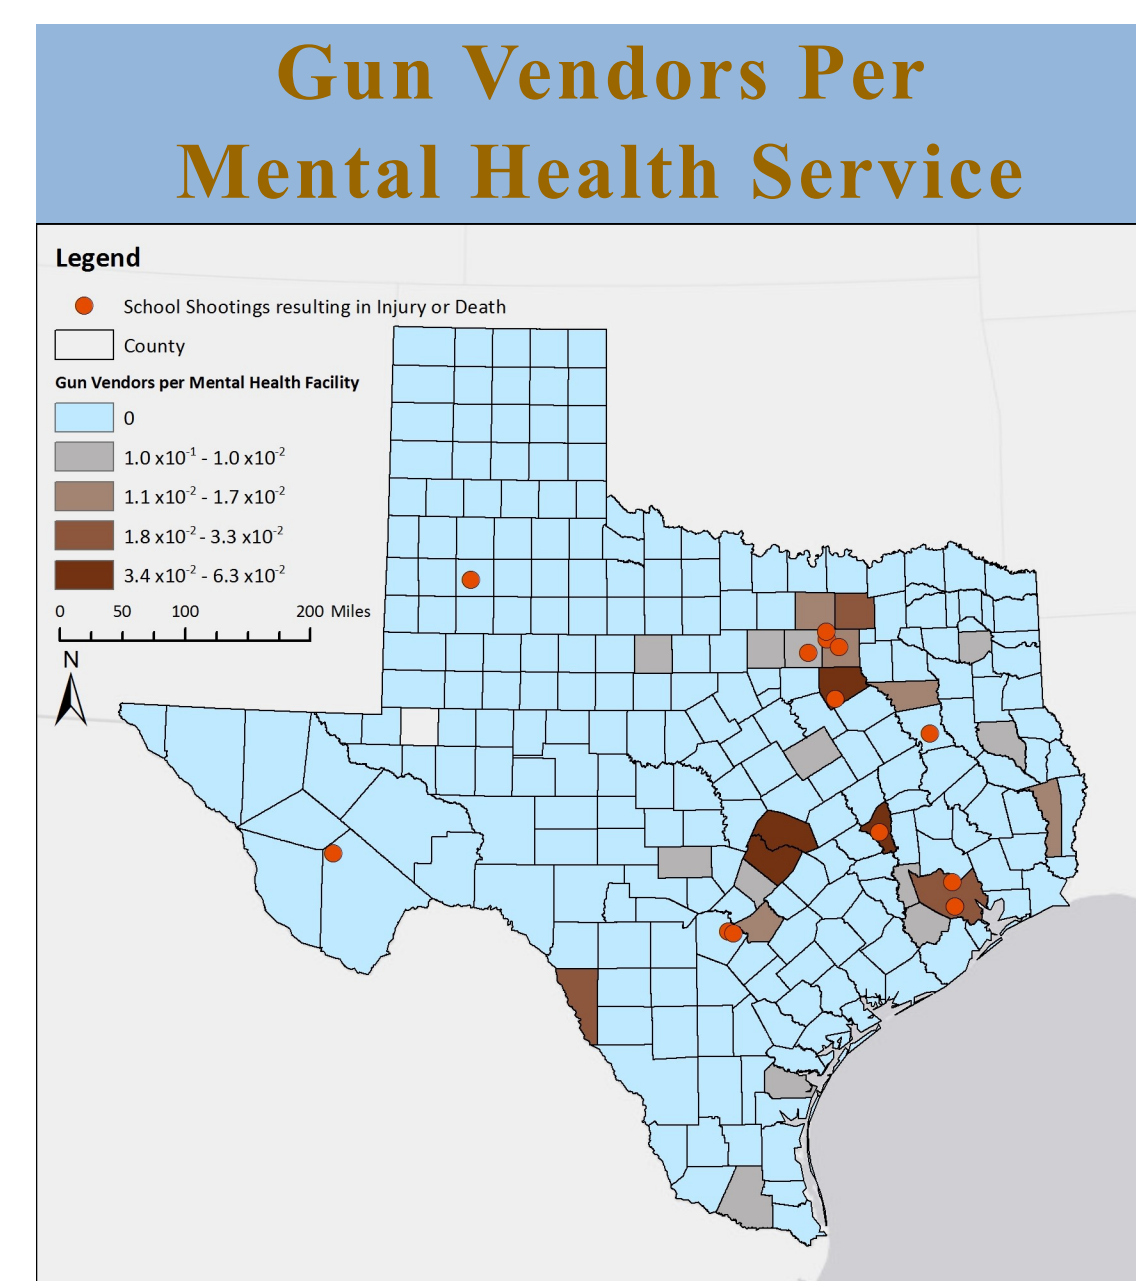 Gun Vendors Per
Mental Health Service
Legend
School Shootings resulting in Injury or Death
County
Gun Vendors per Mental Health Facility
0
1.0 x10⁻¹ - 1.0 x10⁻²
1.1 x10⁻² - 1.7 x10⁻²
1.8 x10⁻² - 3.3 x10⁻²
3.4 x10⁻² - 6.3 x10⁻²
0 50 100 200 Miles
N